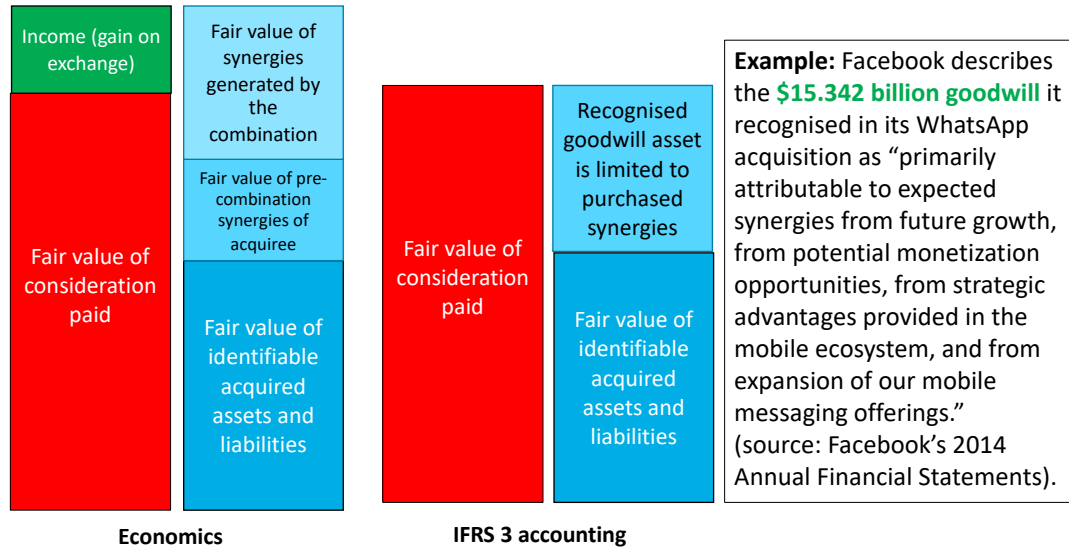 Income (gain on
exchange)
Fair value of
consideration
paid
Fair value of
synergies
generated by
the
combination
Fair value of pre-
combination
synergies of
acquiree
Fair value of
identifiable
acquired
assets and
liabilities
Economics
Fair value of
consideration
paid
Recognised
goodwill asset
is limited to
purchased
synergies
Fair value of
identifiable
acquired
assets and
liabilities
IFRS 3 accounting
Example: Facebook describes
the $15.342 billion goodwill it
recognised in its WhatsApp
acquisition as “primarily
attributable to expected
synergies from future growth,
from potential monetization
opportunities, from strategic
advantages provided in the
mobile ecosystem, and from
expansion of our mobile
messaging offerings.”
(source: Facebook’s 2014
Annual Financial Statements).